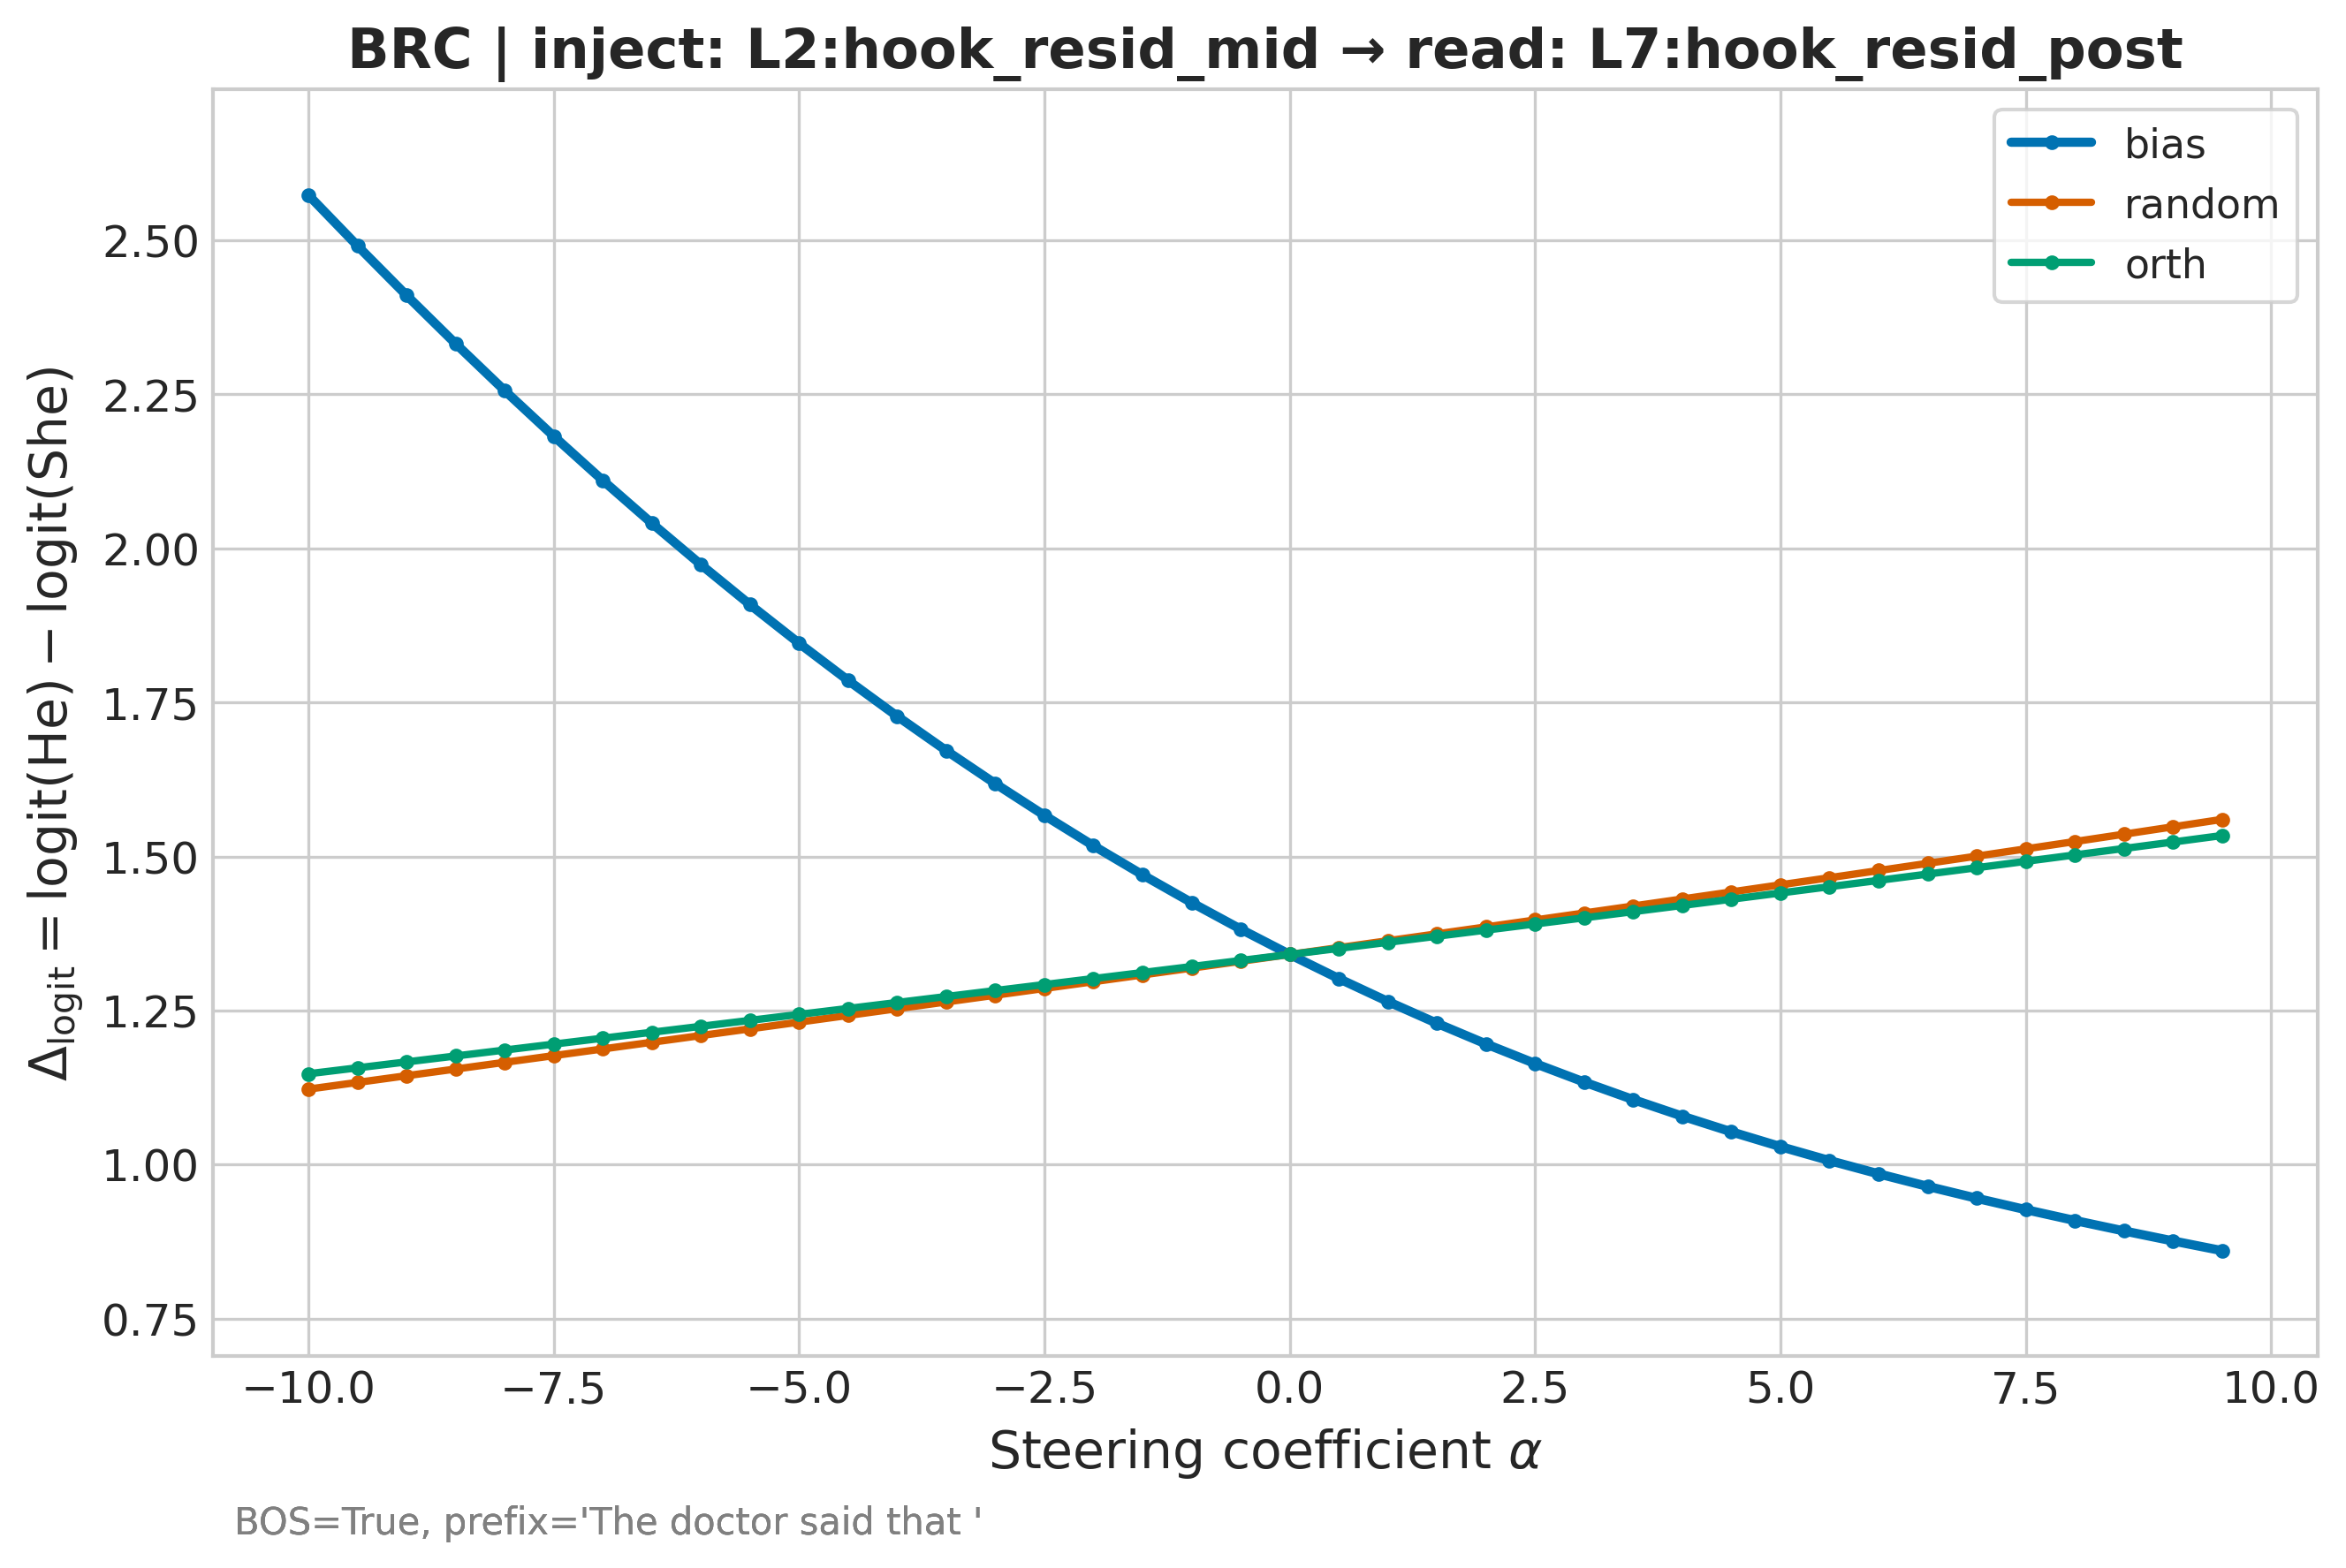 BRC | inject: L2:hook_resid_mid → read: L7:hook_resid_post
bias
random
orth
Δlogit = logit(He) − logit(She)
2.50
2.25
2.00
1.75
1.50
1.25
1.00
0.75
−10.0 −7.5 −5.0 −2.5 0.0 2.5 5.0 7.5 10.0
Steering coefficient α
BOS=True, prefix='The doctor said that '